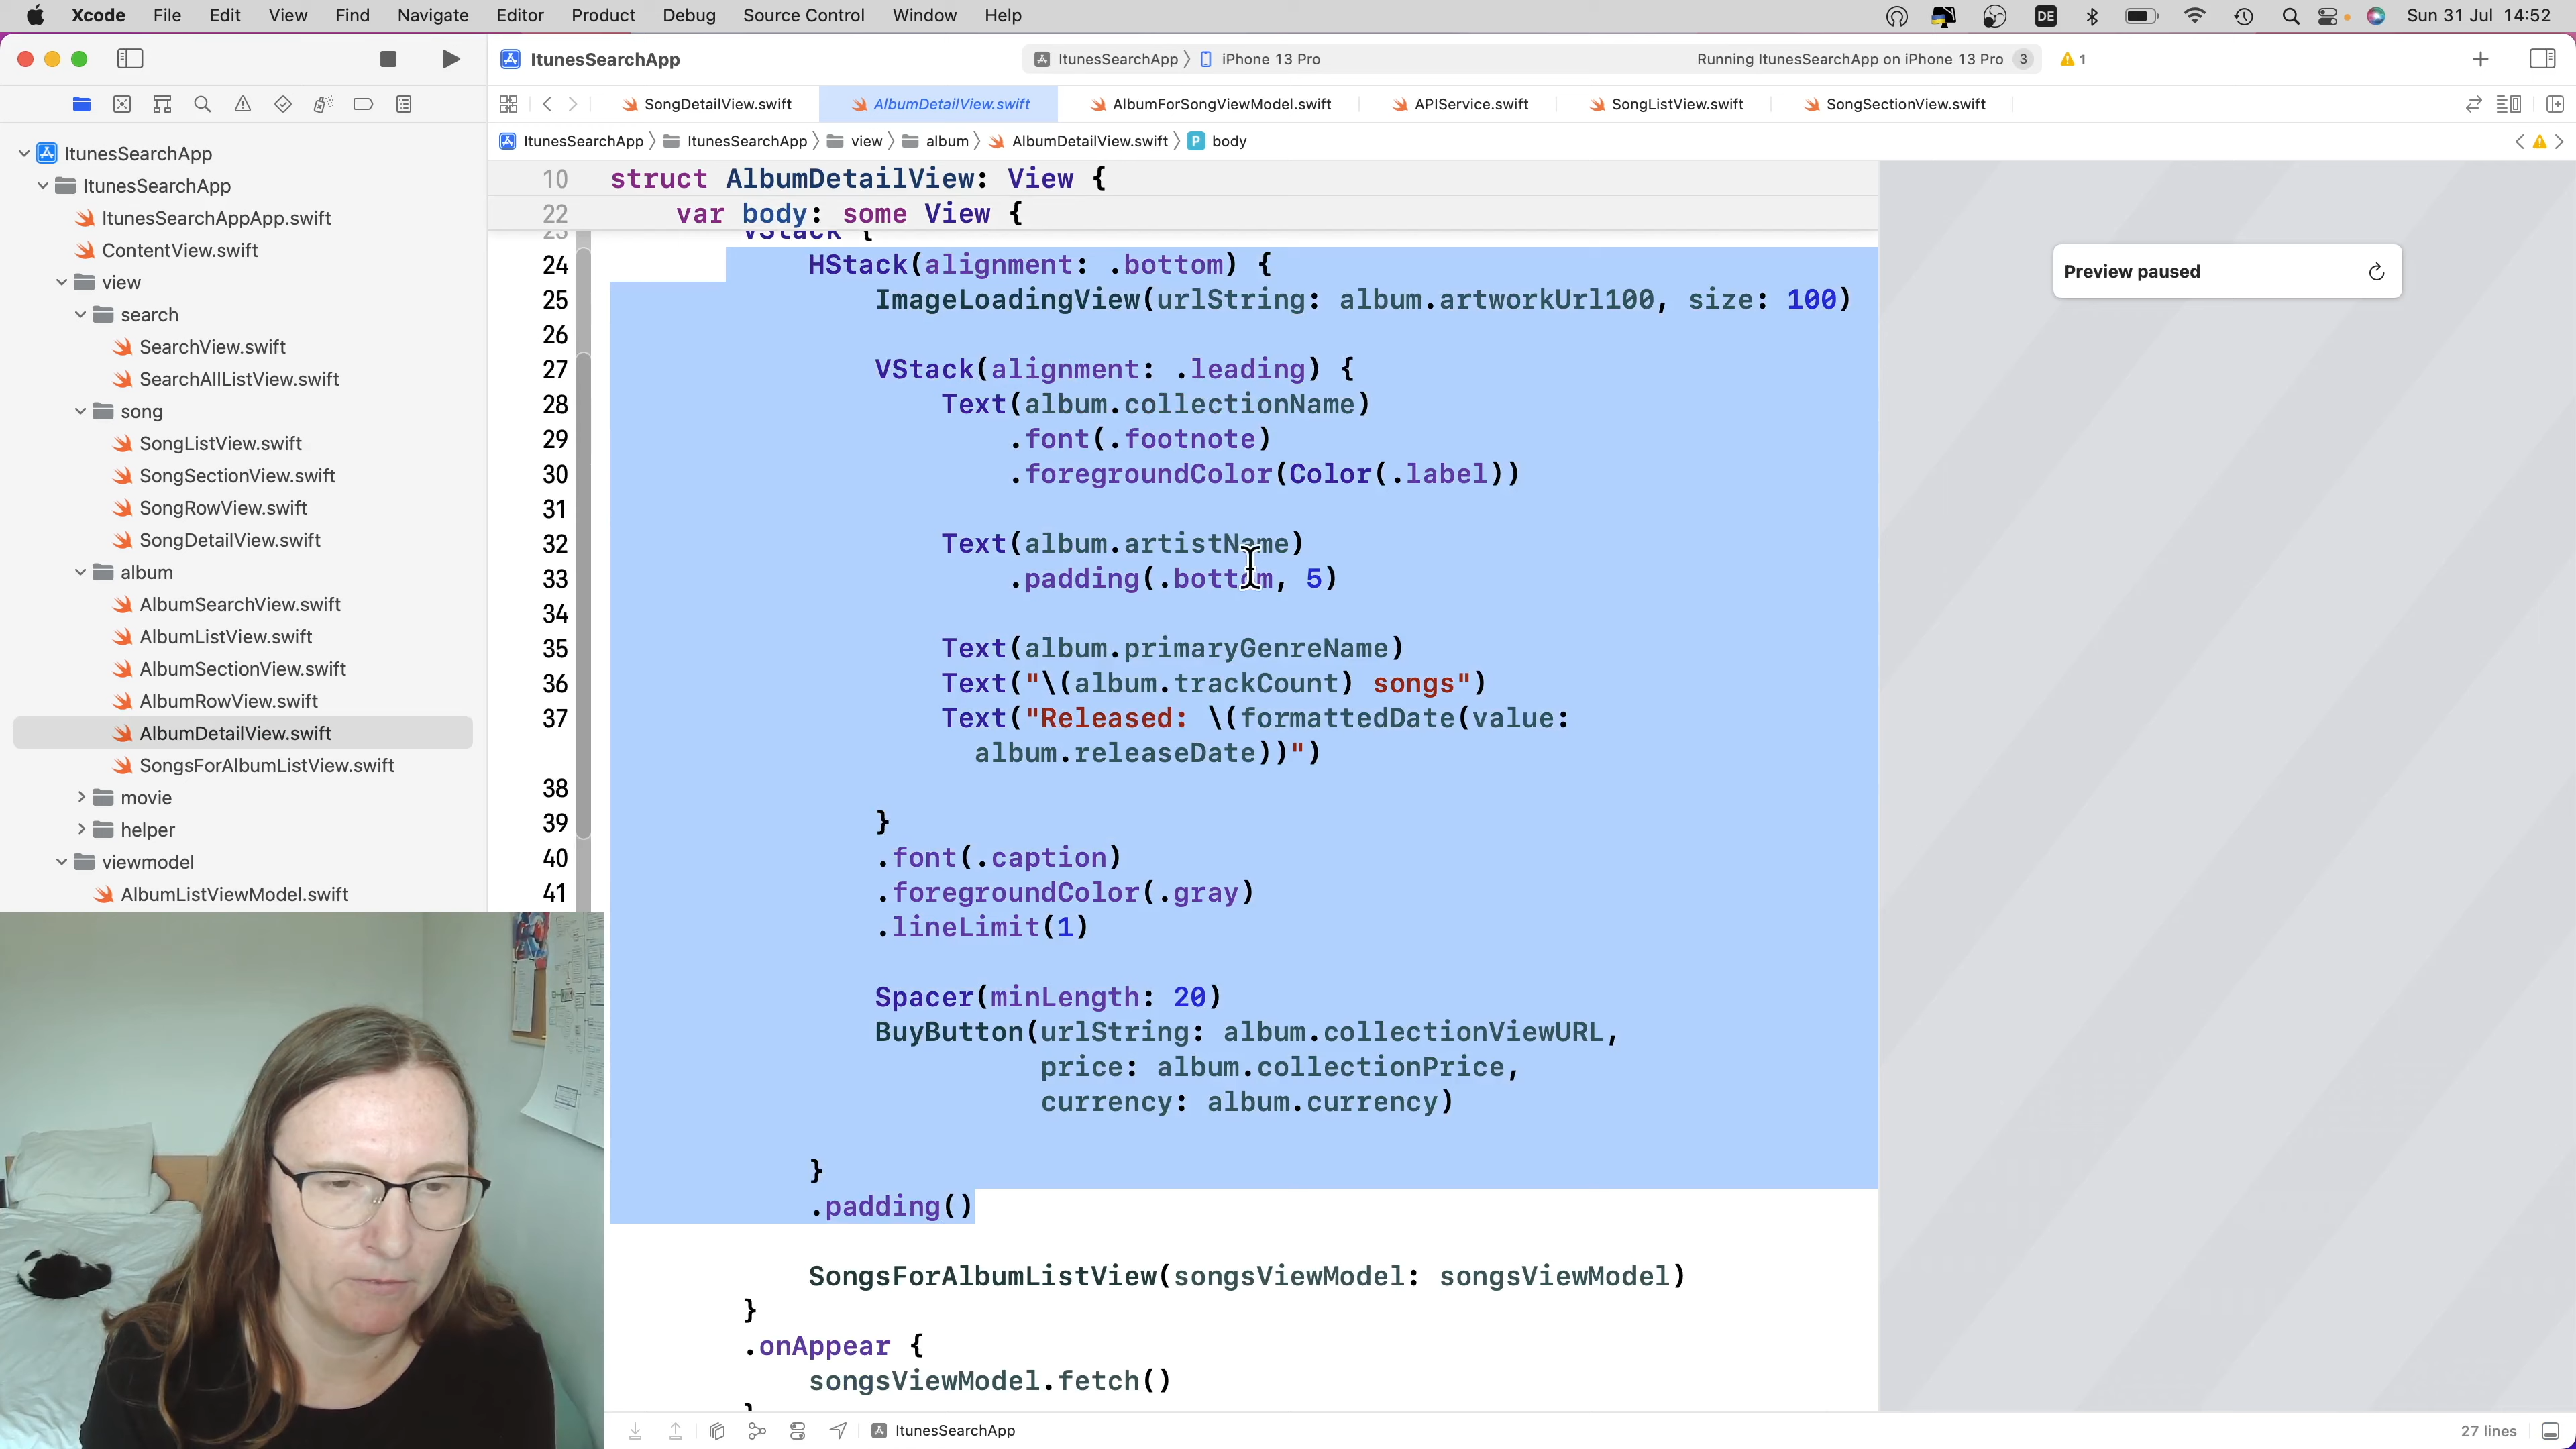 Xcode File Edit View Find Navigate Editor Product Debug Source Control Window Help DE Sun 31 Jul 14:52
ItunesSearchApp ItunesSearchApp iPhone 13 Pro Running ItunesSearchApp on iPhone 13 Pro 3 1
SongDetailView.swift AlbumDetailView.swift AlbumForSongViewModel.swift APIService.swift SongListView.swift SongSectionView.swift
ItunesSearchApp ItunesSearchApp view album AlbumDetailView.swift P body
ItunesSearchApp
ItunesSearchApp
ItunesSearchAppApp.swift
ContentView.swift
view
search
SearchView.swift
SearchAllListView.swift
song
SongListView.swift
SongSectionView.swift
SongRowView.swift
SongDetailView.swift
album
AlbumSearchView.swift
AlbumListView.swift
AlbumSectionView.swift
AlbumRowView.swift
AlbumDetailView.swift
SongsForAlbumListView.swift
movie
helper
viewmodel
AlbumListViewModel.swift
10 struct AlbumDetailView: View {
22 var body: some View {
23 VStack {
24 HStack(alignment: .bottom) {
25 ImageLoadingView(urlString: album.artworkUrl100, size: 100)
26
27 VStack(alignment: .leading) {
28 Text(album.collectionName)
29 .font(.footnote)
30 .foregroundColor(Color(.label))
31
32 Text(album.artistName)
33 .padding(.bottom, 5)
34
35 Text(album.primaryGenreName)
36 Text("\(album.trackCount) songs")
37 Text("Released: \(formattedDate(value:
album.releaseDate))")
38
39 }
40 .font(.caption)
41 .foregroundColor(.gray)
.lineLimit(1)
Spacer(minLength: 20)
BuyButton(urlString: album.collectionViewURL,
price: album.collectionPrice,
currency: album.currency)
}
.padding()
SongsForAlbumListView(songsViewModel: songsViewModel)
}
.onAppear {
songsViewModel.fetch()
}
Preview paused
ItunesSearchApp
27 lines